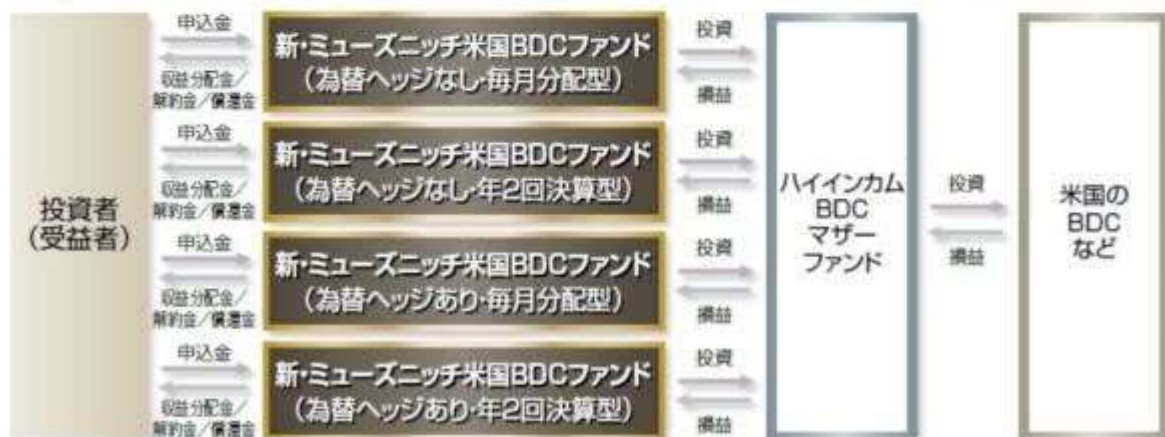 投資者
(受益者)
申込金
収益分配金/
解約金/償還金
新・ミューズニッチ米国BDCファンド
(為替ヘッジなし・毎月分配型)
投資
損益
申込金
収益分配金/
解約金/償還金
新・ミューズニッチ米国BDCファンド
(為替ヘッジなし・年2回決算型)
投資
損益
申込金
収益分配金/
解約金/償還金
新・ミューズニッチ米国BDCファンド
(為替ヘッジあり・毎月分配型)
投資
損益
申込金
収益分配金/
解約金/償還金
新・ミューズニッチ米国BDCファンド
(為替ヘッジあり・年2回決算型)
投資
損益
ハイインカム
BDC
マザー
ファンド
投資
損益
米国の
BDC
など